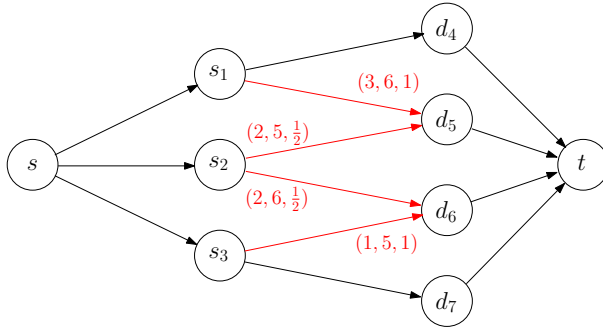 d₄
s₁
(3, 6, 1)
d₅
(2, 5, ½)
s
s₂
t
(2, 6, ½)
d₆
(1, 5, 1)
s₃
d₇